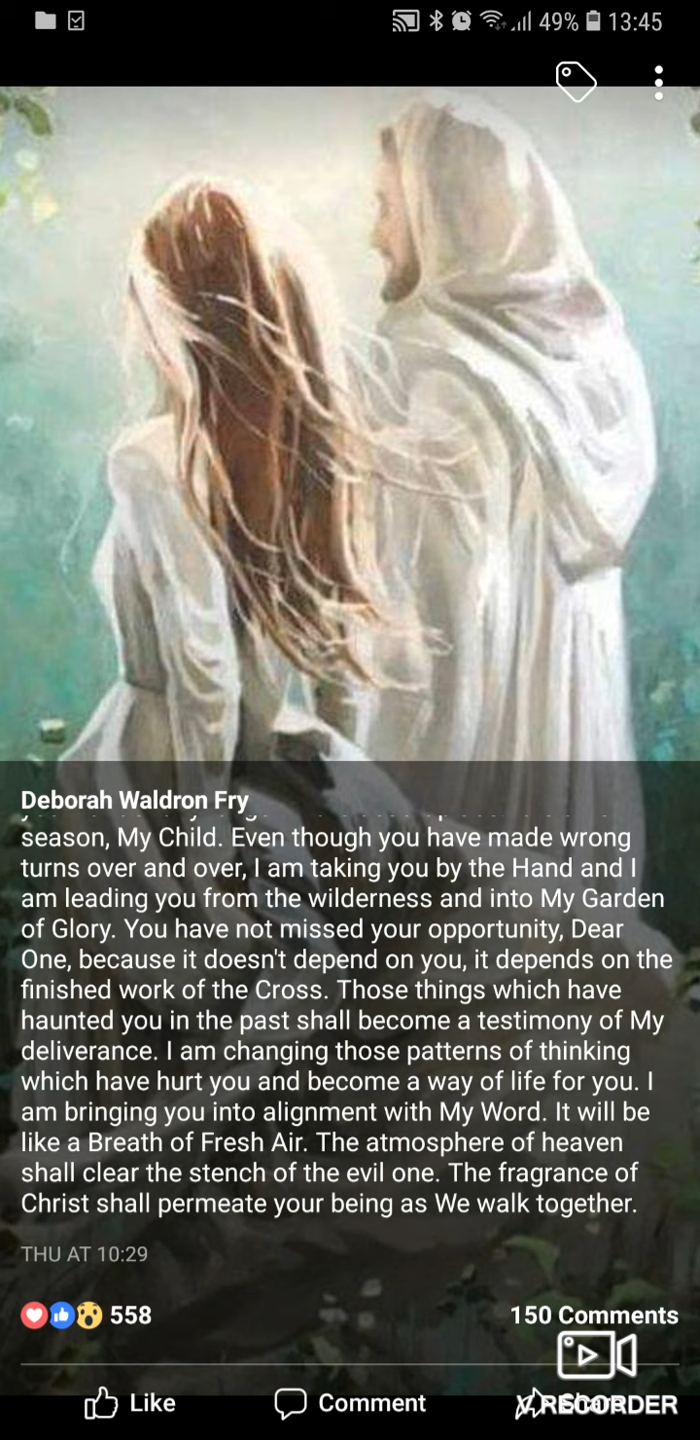 49% 13:45
Deborah Waldron Fry
season, My Child. Even though you have made wrong
turns over and over, I am taking you by the Hand and I
am leading you from the wilderness and into My Garden
of Glory. You have not missed your opportunity, Dear
One, because it doesn't depend on you, it depends on the
finished work of the Cross. Those things which have
haunted you in the past shall become a testimony of My
deliverance. I am changing those patterns of thinking
which have hurt you and become a way of life for you. I
am bringing you into alignment with My Word. It will be
like a Breath of Fresh Air. The atmosphere of heaven
shall clear the stench of the evil one. The fragrance of
Christ shall permeate your being as We walk together.
THU AT 10:29
558 150 Comments
Like Comment Share
V RECORDER